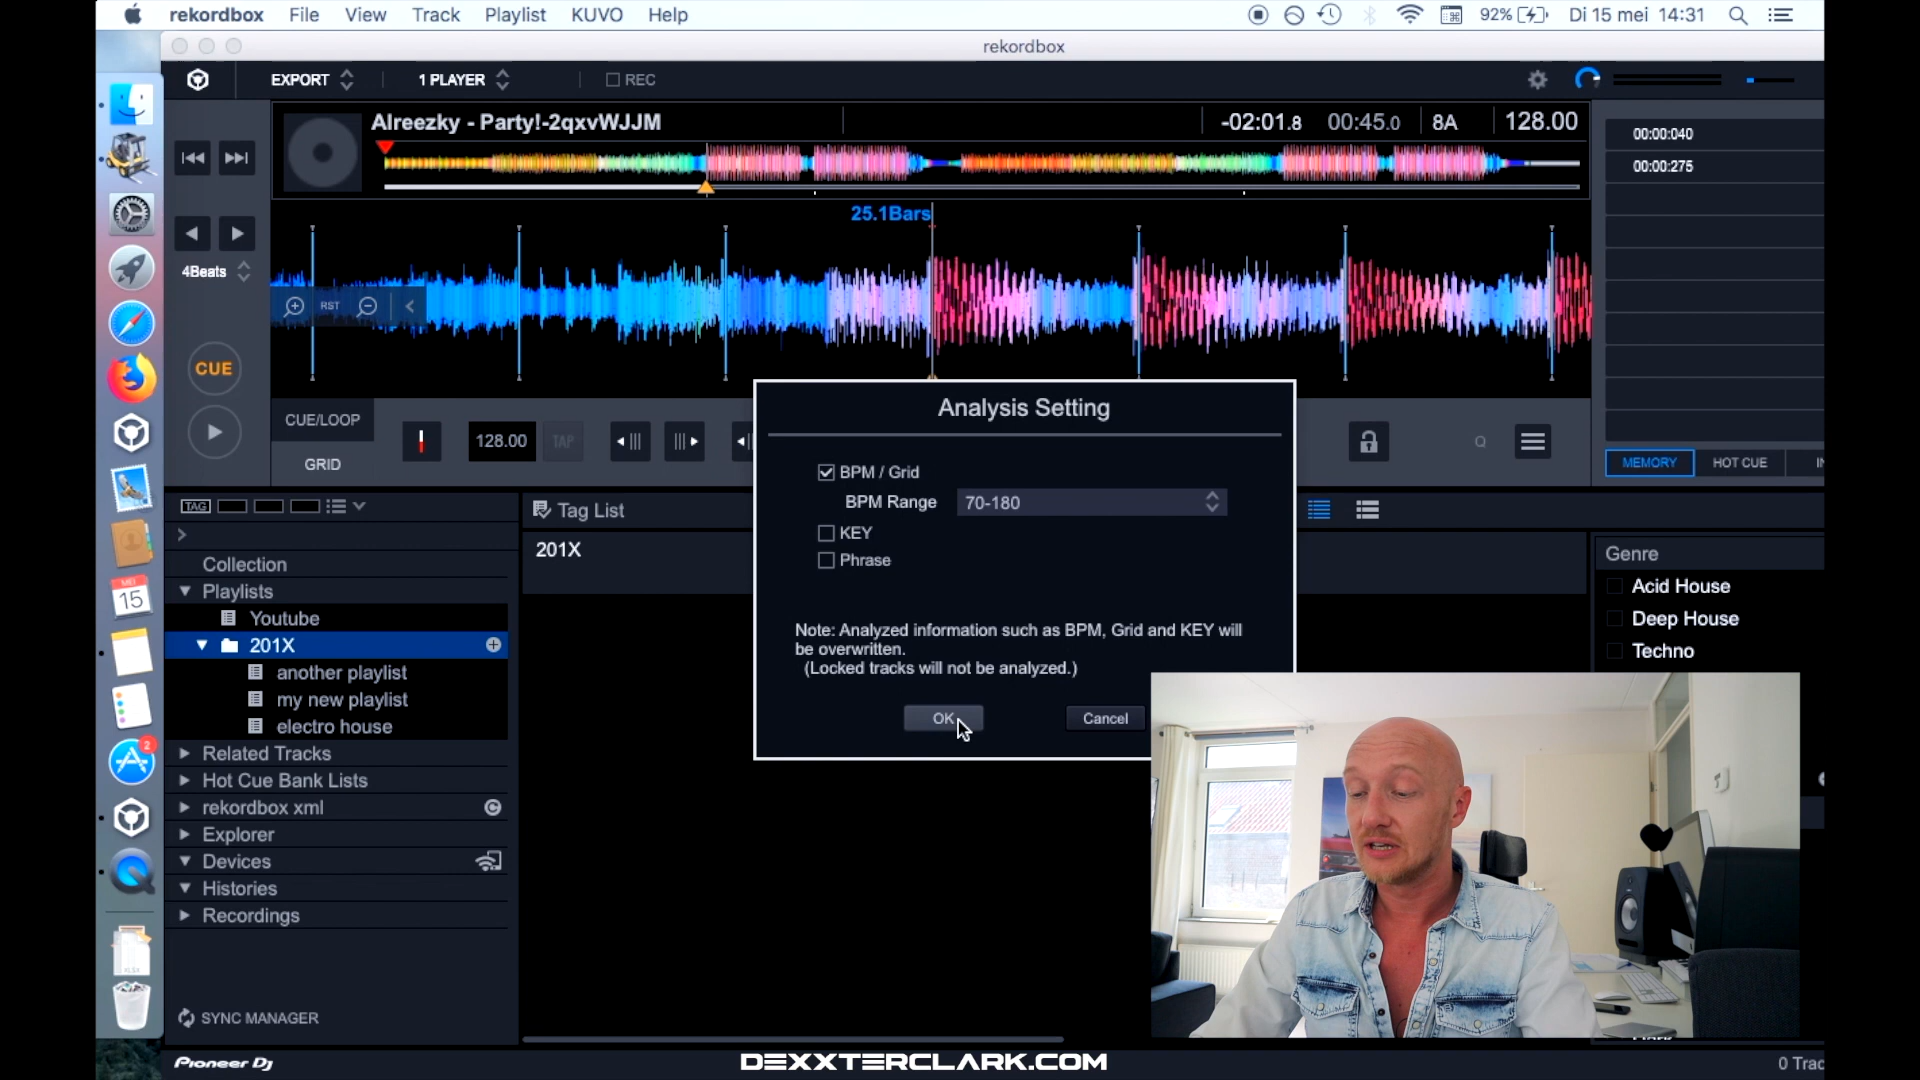 rekordbox File View Track Playlist KUVO Help
92% Di 15 mei 14:31
rekordbox
EXPORT 1 PLAYER REC
Alreezky - Party!-2qxvWJJM
-02:01.8 00:45.0 8A 128.00
00:00:040
00:00:275
25.1Bars
4Beats
RST
CUE
CUE/LOOP
128.00 TAP
GRID
Q
MEMORY HOT CUE
Analysis Setting
BPM / Grid
BPM Range 70-180
KEY
Phrase
Note: Analyzed information such as BPM, Grid and KEY will
be overwritten.
(Locked tracks will not be analyzed.)
OK Cancel
TAG
Tag List
201X
Collection
Playlists
Youtube
201X
another playlist
my new playlist
electro house
Related Tracks
Hot Cue Bank Lists
rekordbox xml
Explorer
Devices
Histories
Recordings
SYNC MANAGER
Genre
Acid House
Deep House
Techno
MEI
15
2
XLSX
Pioneer Dj
DEXXTERCLARK.COM
0 Trac